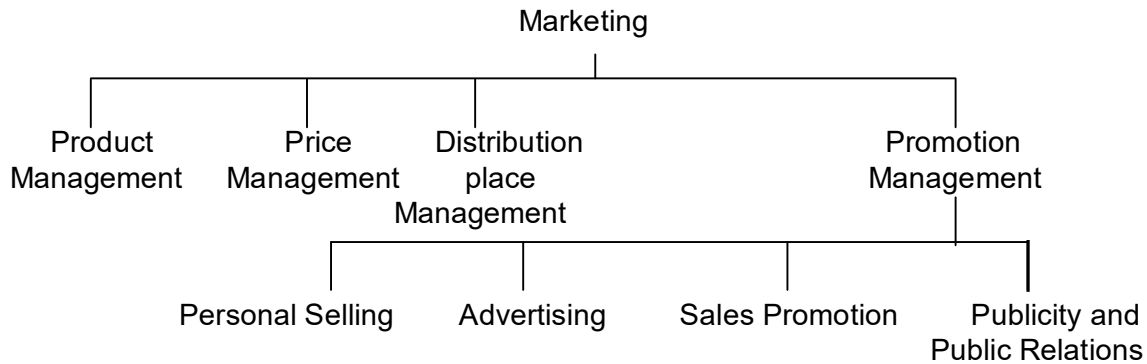 Marketing
Product
Management
Price
Management
Distribution
place
Management
Promotion
Management
Personal Selling
Advertising
Sales Promotion
Publicity and
Public Relations